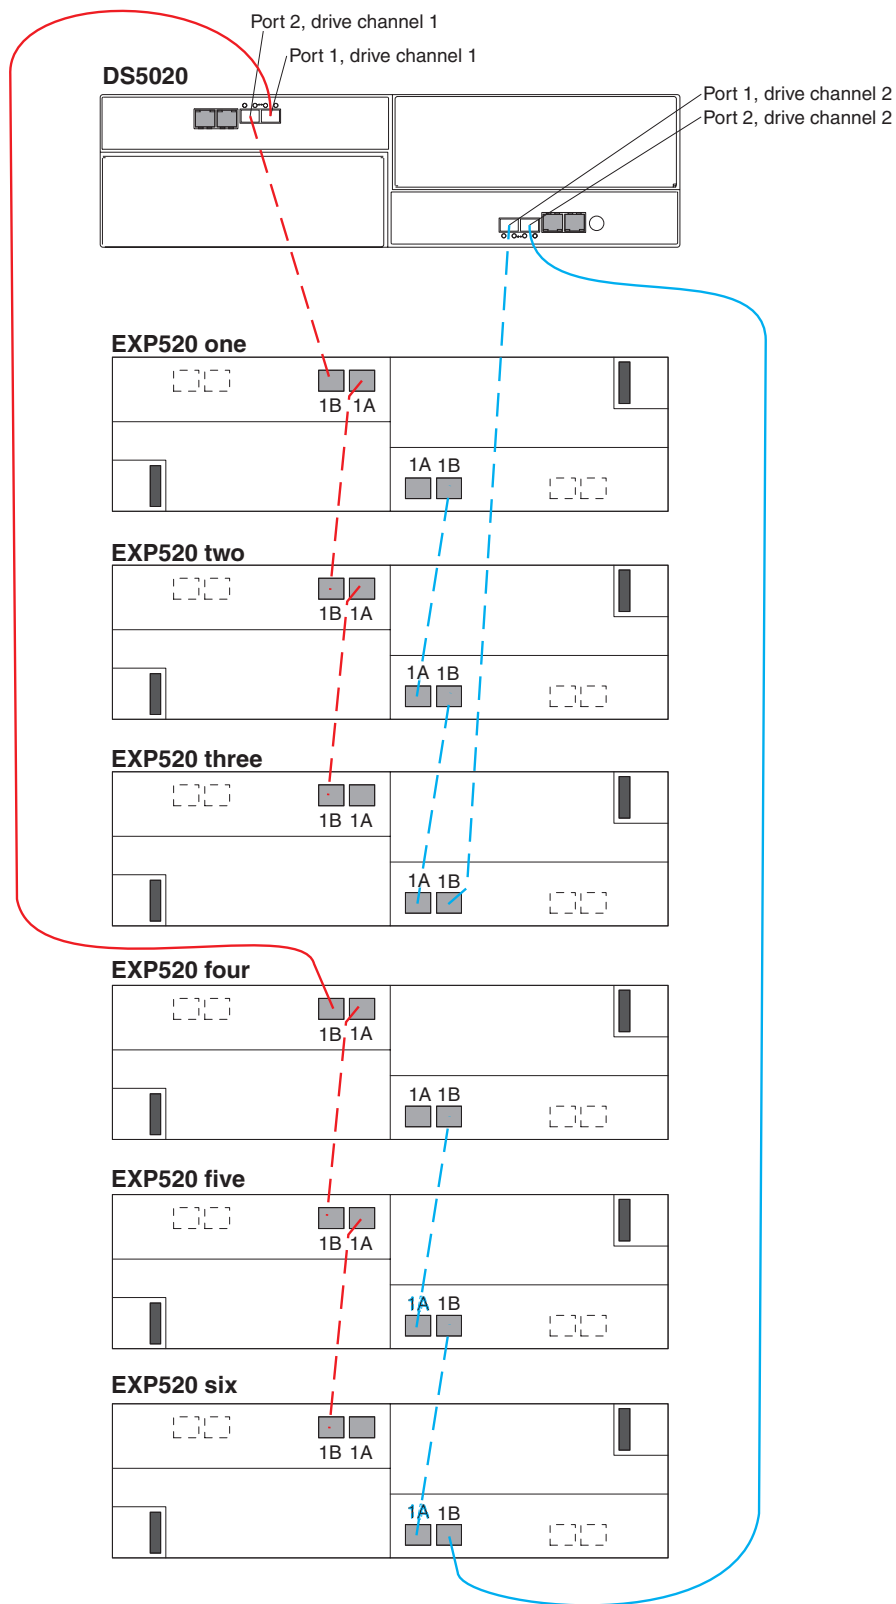 Port 2, drive channel 1
Port 1, drive channel 1
DS5020
Port 1, drive channel 2
Port 2, drive channel 2
EXP520 one
1B 1A
1A 1B
EXP520 two
1B 1A
1A 1B
EXP520 three
1B 1A
1A 1B
EXP520 four
1B 1A
1A 1B
EXP520 five
1B 1A
1A 1B
EXP520 six
1B 1A
1A 1B